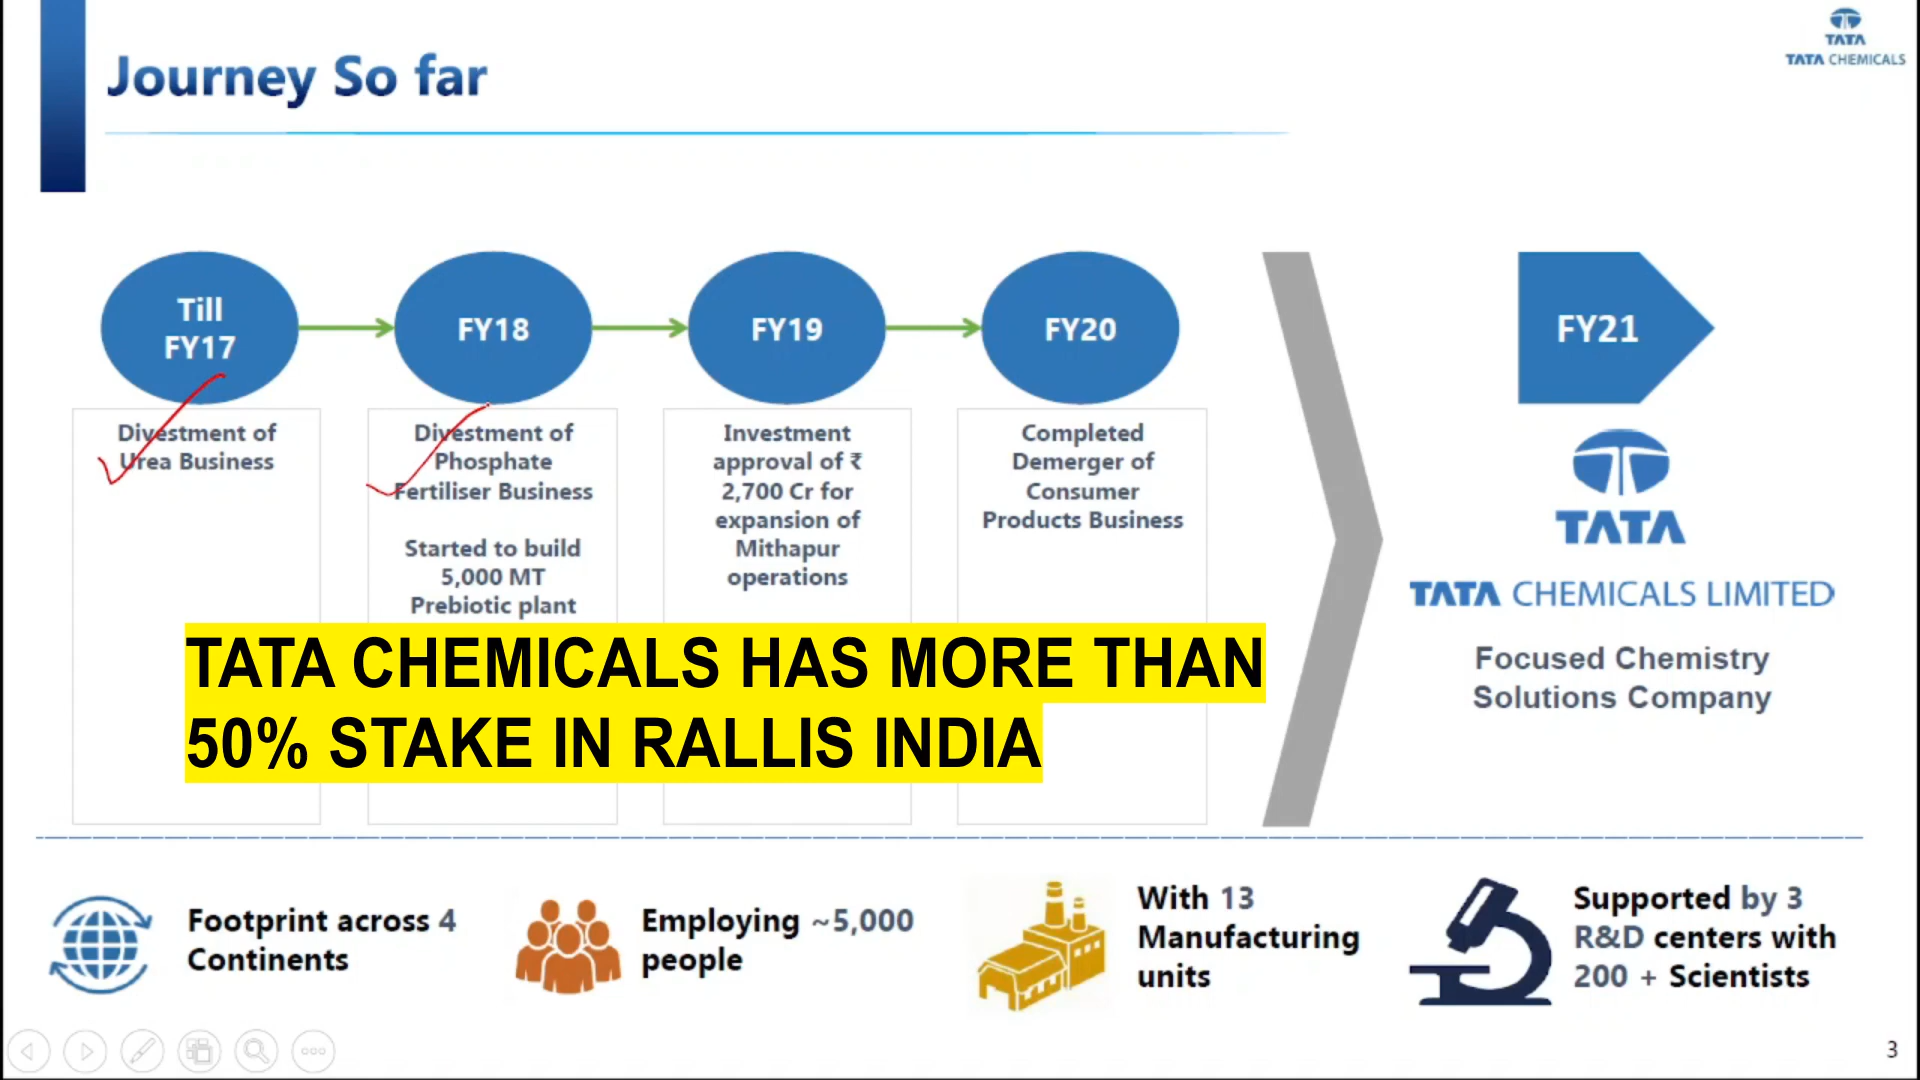 Journey So far
TATA
TATA CHEMICALS
Till
FY17
FY18
FY19
FY20
FY21
Divestment of
Urea Business
Divestment of
Phosphate
Fertiliser Business
Started to build
5,000 MT
Prebiotic plant
Investment
approval of ₹
2,700 Cr for
expansion of
Mithapur
operations
Completed
Demerger of
Consumer
Products Business
TATA
TATA CHEMICALS LIMITED
Focused Chemistry
Solutions Company
TATA CHEMICALS HAS MORE THAN
50% STAKE IN RALLIS INDIA
Footprint across 4
Continents
Employing ~5,000
people
With 13
Manufacturing
units
Supported by 3
R&D centers with
200 + Scientists
3